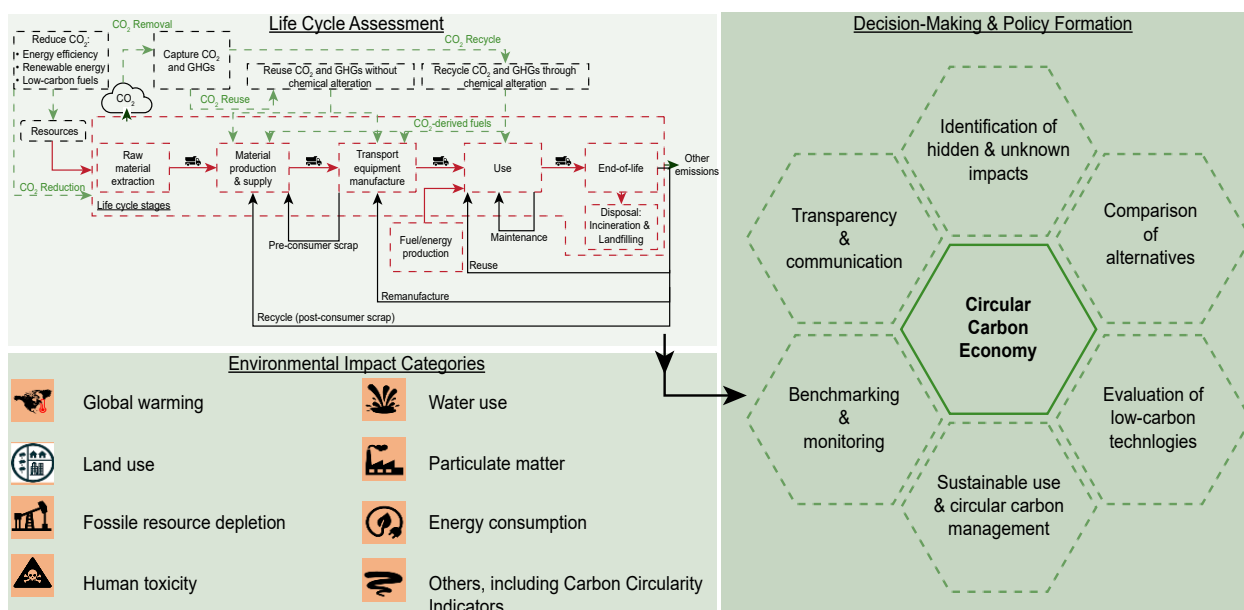 Life Cycle Assessment
CO2 Removal
Reduce CO2:
• Energy efficiency
• Renewable energy
• Low-carbon fuels
Capture CO2
and GHGs
CO2 Recycle
Reuse CO2 and GHGs without
chemical alteration
Recycle CO2 and GHGs through
chemical alteration
CO2
CO2 Reuse
Resources
CO2-derived fuels
Raw
material
extraction
Material
production
& supply
Transport
equipment
manufacture
Use
End-of-life
Other
emissions
CO2 Reduction
Life cycle stages
Disposal:
Incineration &
Landfilling
Pre-consumer scrap
Fuel/energy
production
Maintenance
Reuse
Remanufacture
Recycle (post-consumer scrap)
Environmental Impact Categories
Global warming
Water use
Land use
Particulate matter
Fossile resource depletion
Energy consumption
Human toxicity
Others, including Carbon Circularity
Indicators
Decision-Making & Policy Formation
Identification of
hidden & unknown
impacts
Transparency
&
communication
Comparison
of
alternatives
Circular
Carbon
Economy
Benchmarking
&
monitoring
Evaluation of
low-carbon
technlogies
Sustainable use
& circular carbon
management